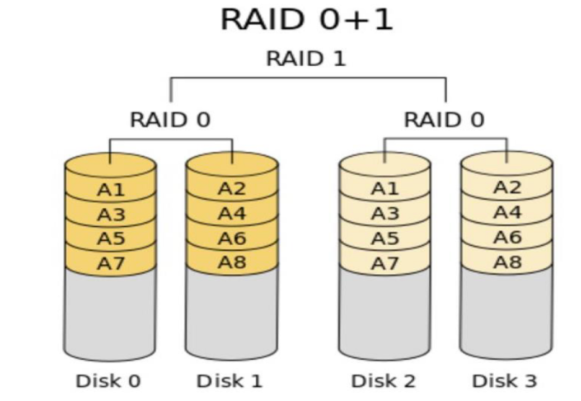 RAID 0+1
RAID 1
RAID 0 RAID 0
A1 A2 A1 A2
A3 A4 A3 A4
A5 A6 A5 A6
A7 A8 A7 A8
Disk 0 Disk 1 Disk 2 Disk 3